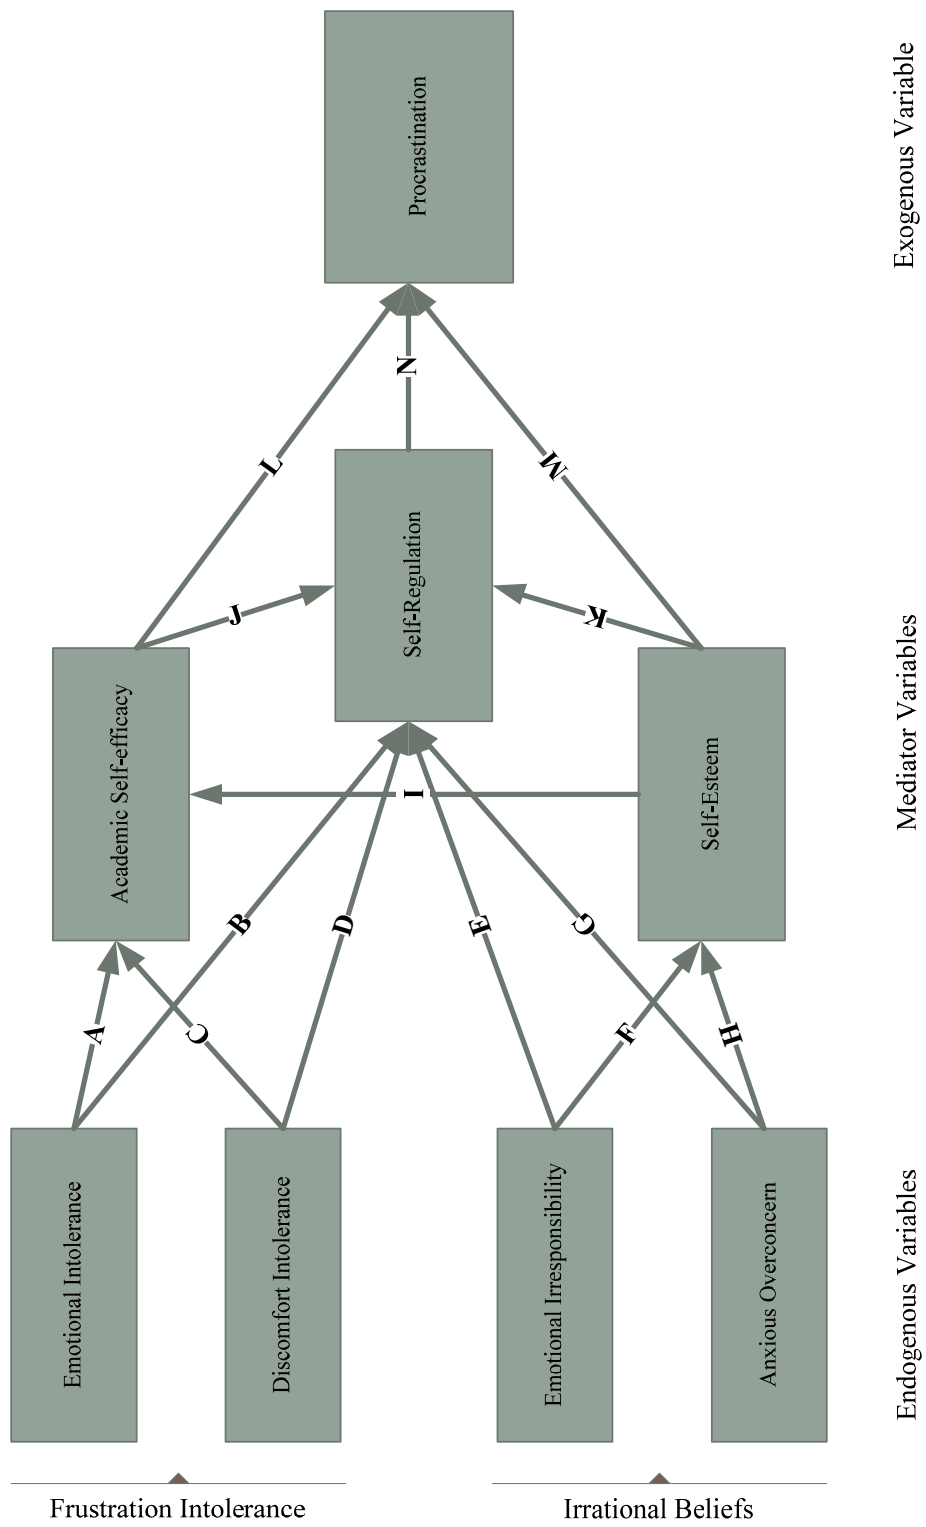 Procrastination
Exogenous Variable
N
L
M
Self-Regulation
J
K
Academic Self-efficacy
Self-Esteem
Mediator Variables
I
B
D
E
G
A
C
F
H
Emotional Intolerance
Discomfort Intolerance
Emotional Irresponsibility
Anxious Overconcern
Endogenous Variables
Frustration Intolerance
Irrational Beliefs